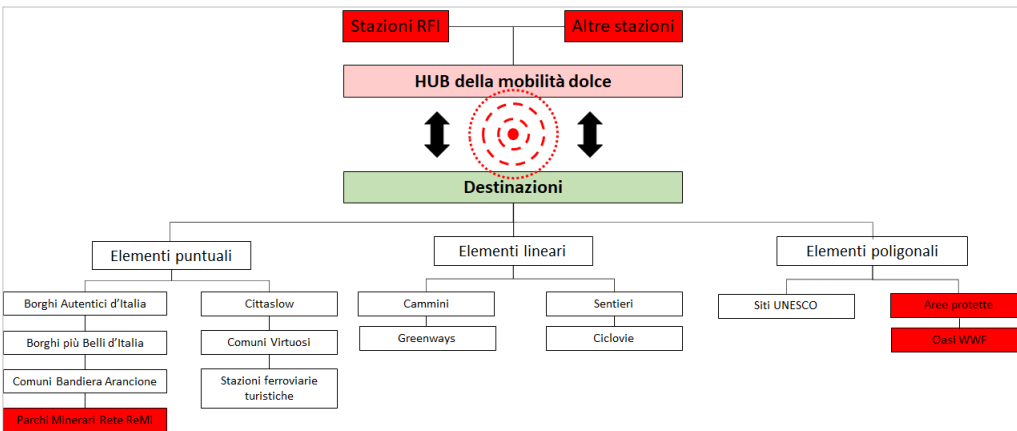 Stazioni RFI
Altre stazioni
HUB della mobilità dolce
Destinazioni
Elementi puntuali
Elementi lineari
Elementi poligonali
Borghi Autentici d'Italia
Cittaslow
Cammini
Sentieri
Siti UNESCO
Aree protette
Borghi più Belli d'Italia
Comuni Virtuosi
Greenways
Ciclovie
Oasi WWF
Comuni Bandiera Arancione
Stazioni ferroviarie
turistiche
Parchi Minerari Rete ReMI